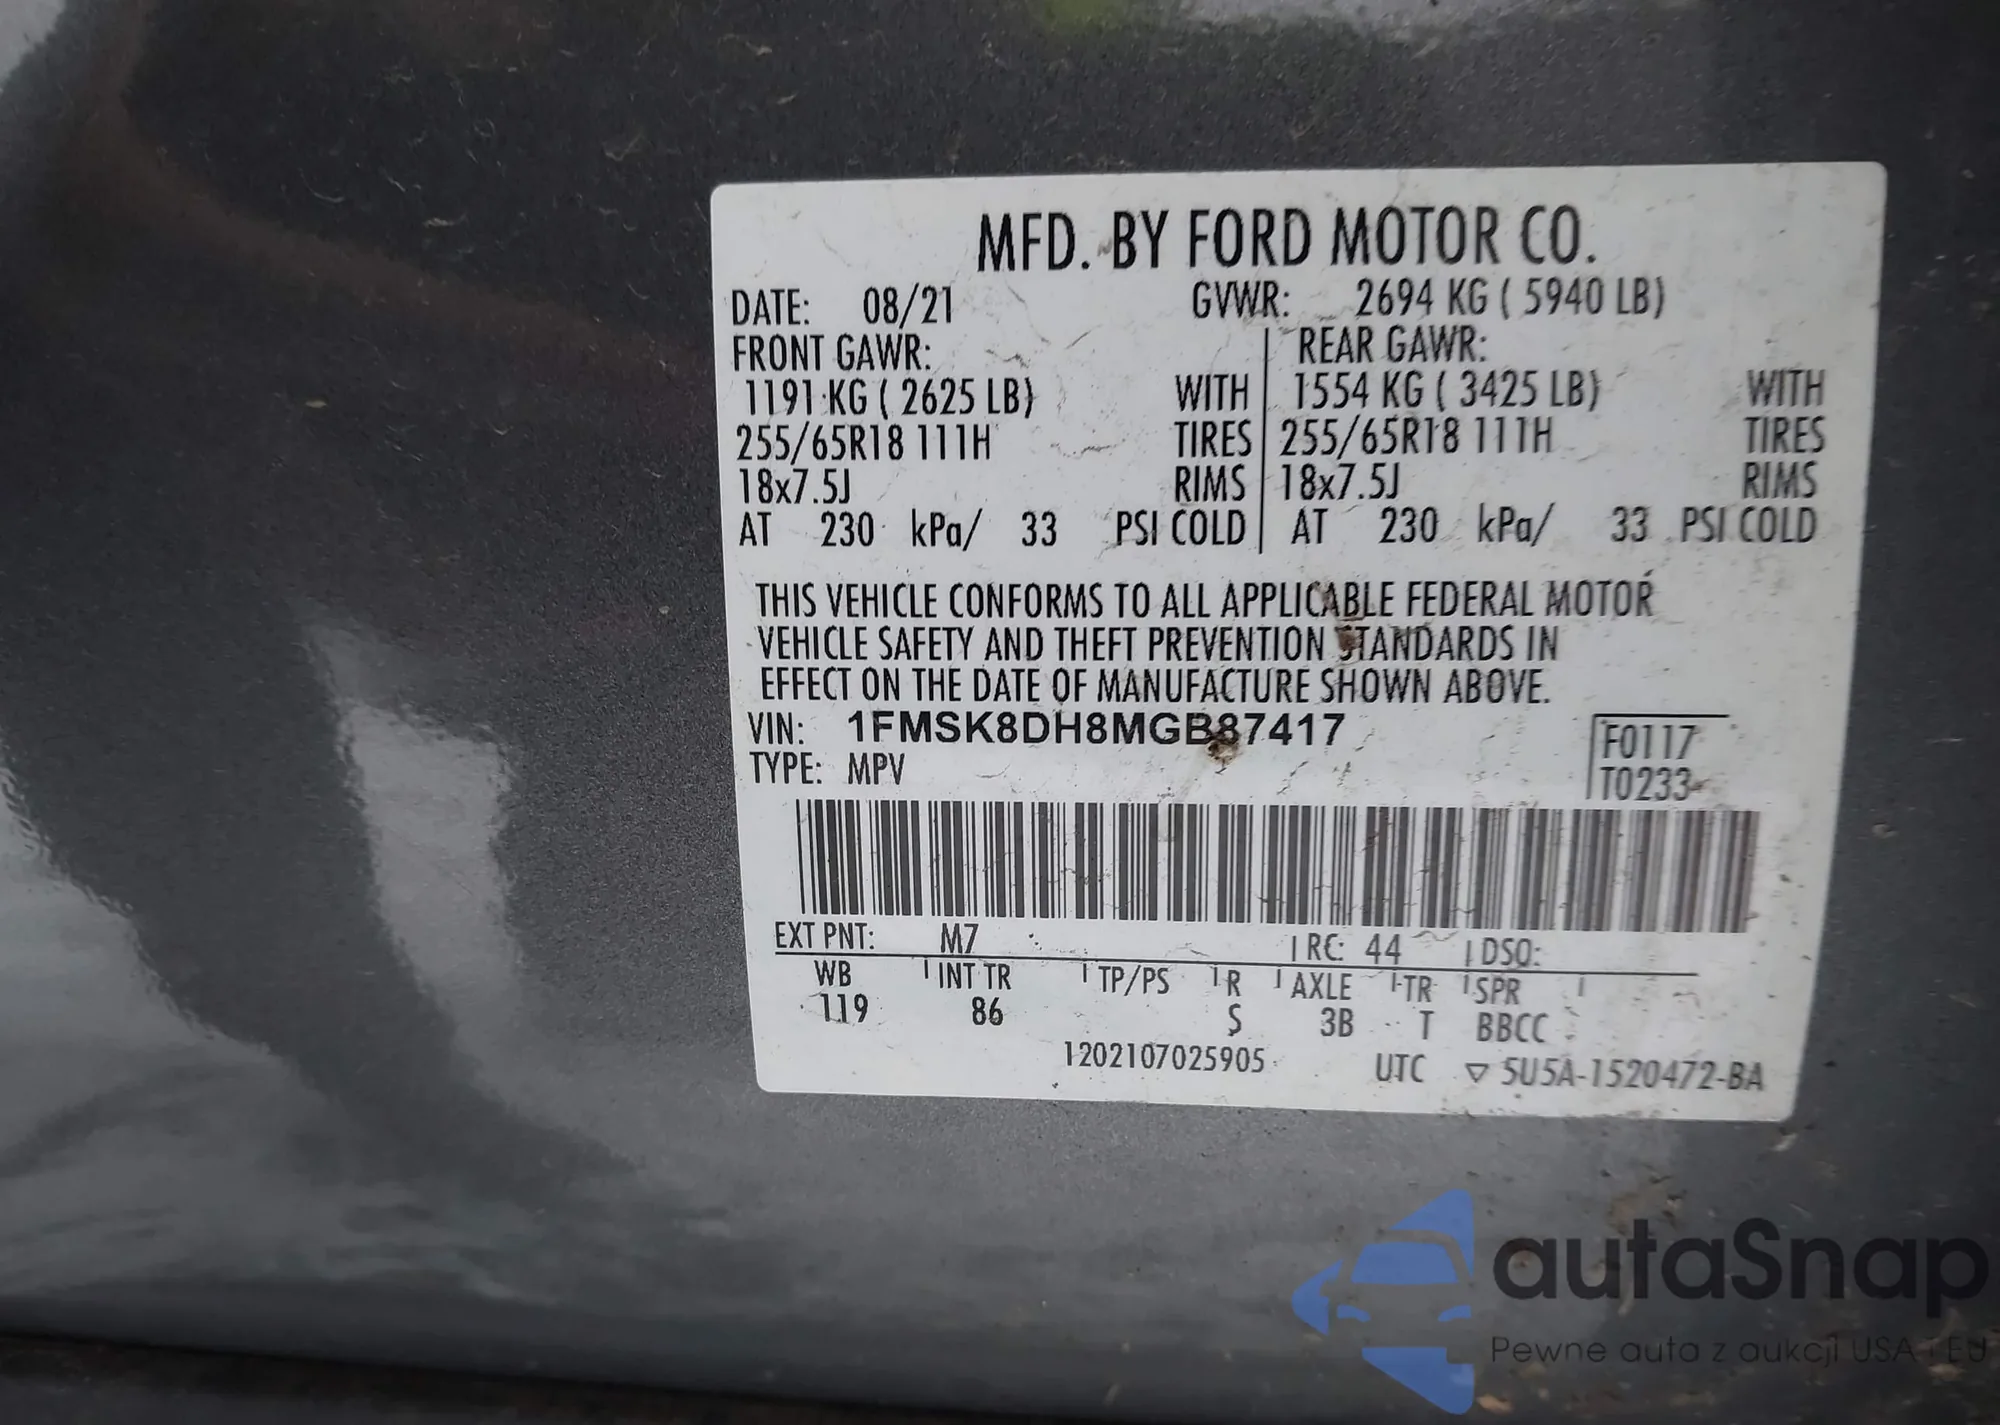 MFD. BY FORD MOTOR CO.
DATE: 08/21 GVWR: 2694 KG ( 5940 LB)
FRONT GAWR: REAR GAWR:
1191 KG ( 2625 LB) WITH 1554 KG ( 3425 LB) WITH
255/65R18 111H TIRES 255/65R18 111H TIRES
18x7.5J RIMS 18x7.5J RIMS
AT 230 kPa/ 33 PSI COLD AT 230 kPa/ 33 PSI COLD
THIS VEHICLE CONFORMS TO ALL APPLICABLE FEDERAL MOTOR
VEHICLE SAFETY AND THEFT PREVENTION STANDARDS IN
EFFECT ON THE DATE OF MANUFACTURE SHOWN ABOVE.
VIN: 1FMSK8DH8MGB87417 F0117
TYPE: MPV T0233
EXT PNT: M7 RC: 44 DSO:
WB INT TR TP/PS R AXLE TR SPR
119 86 S 3B T BBCC
1202107025905 UTC ▽ 5U5A-1520472-BA
autaSnap
Pewne auta z aukcji USA i EU